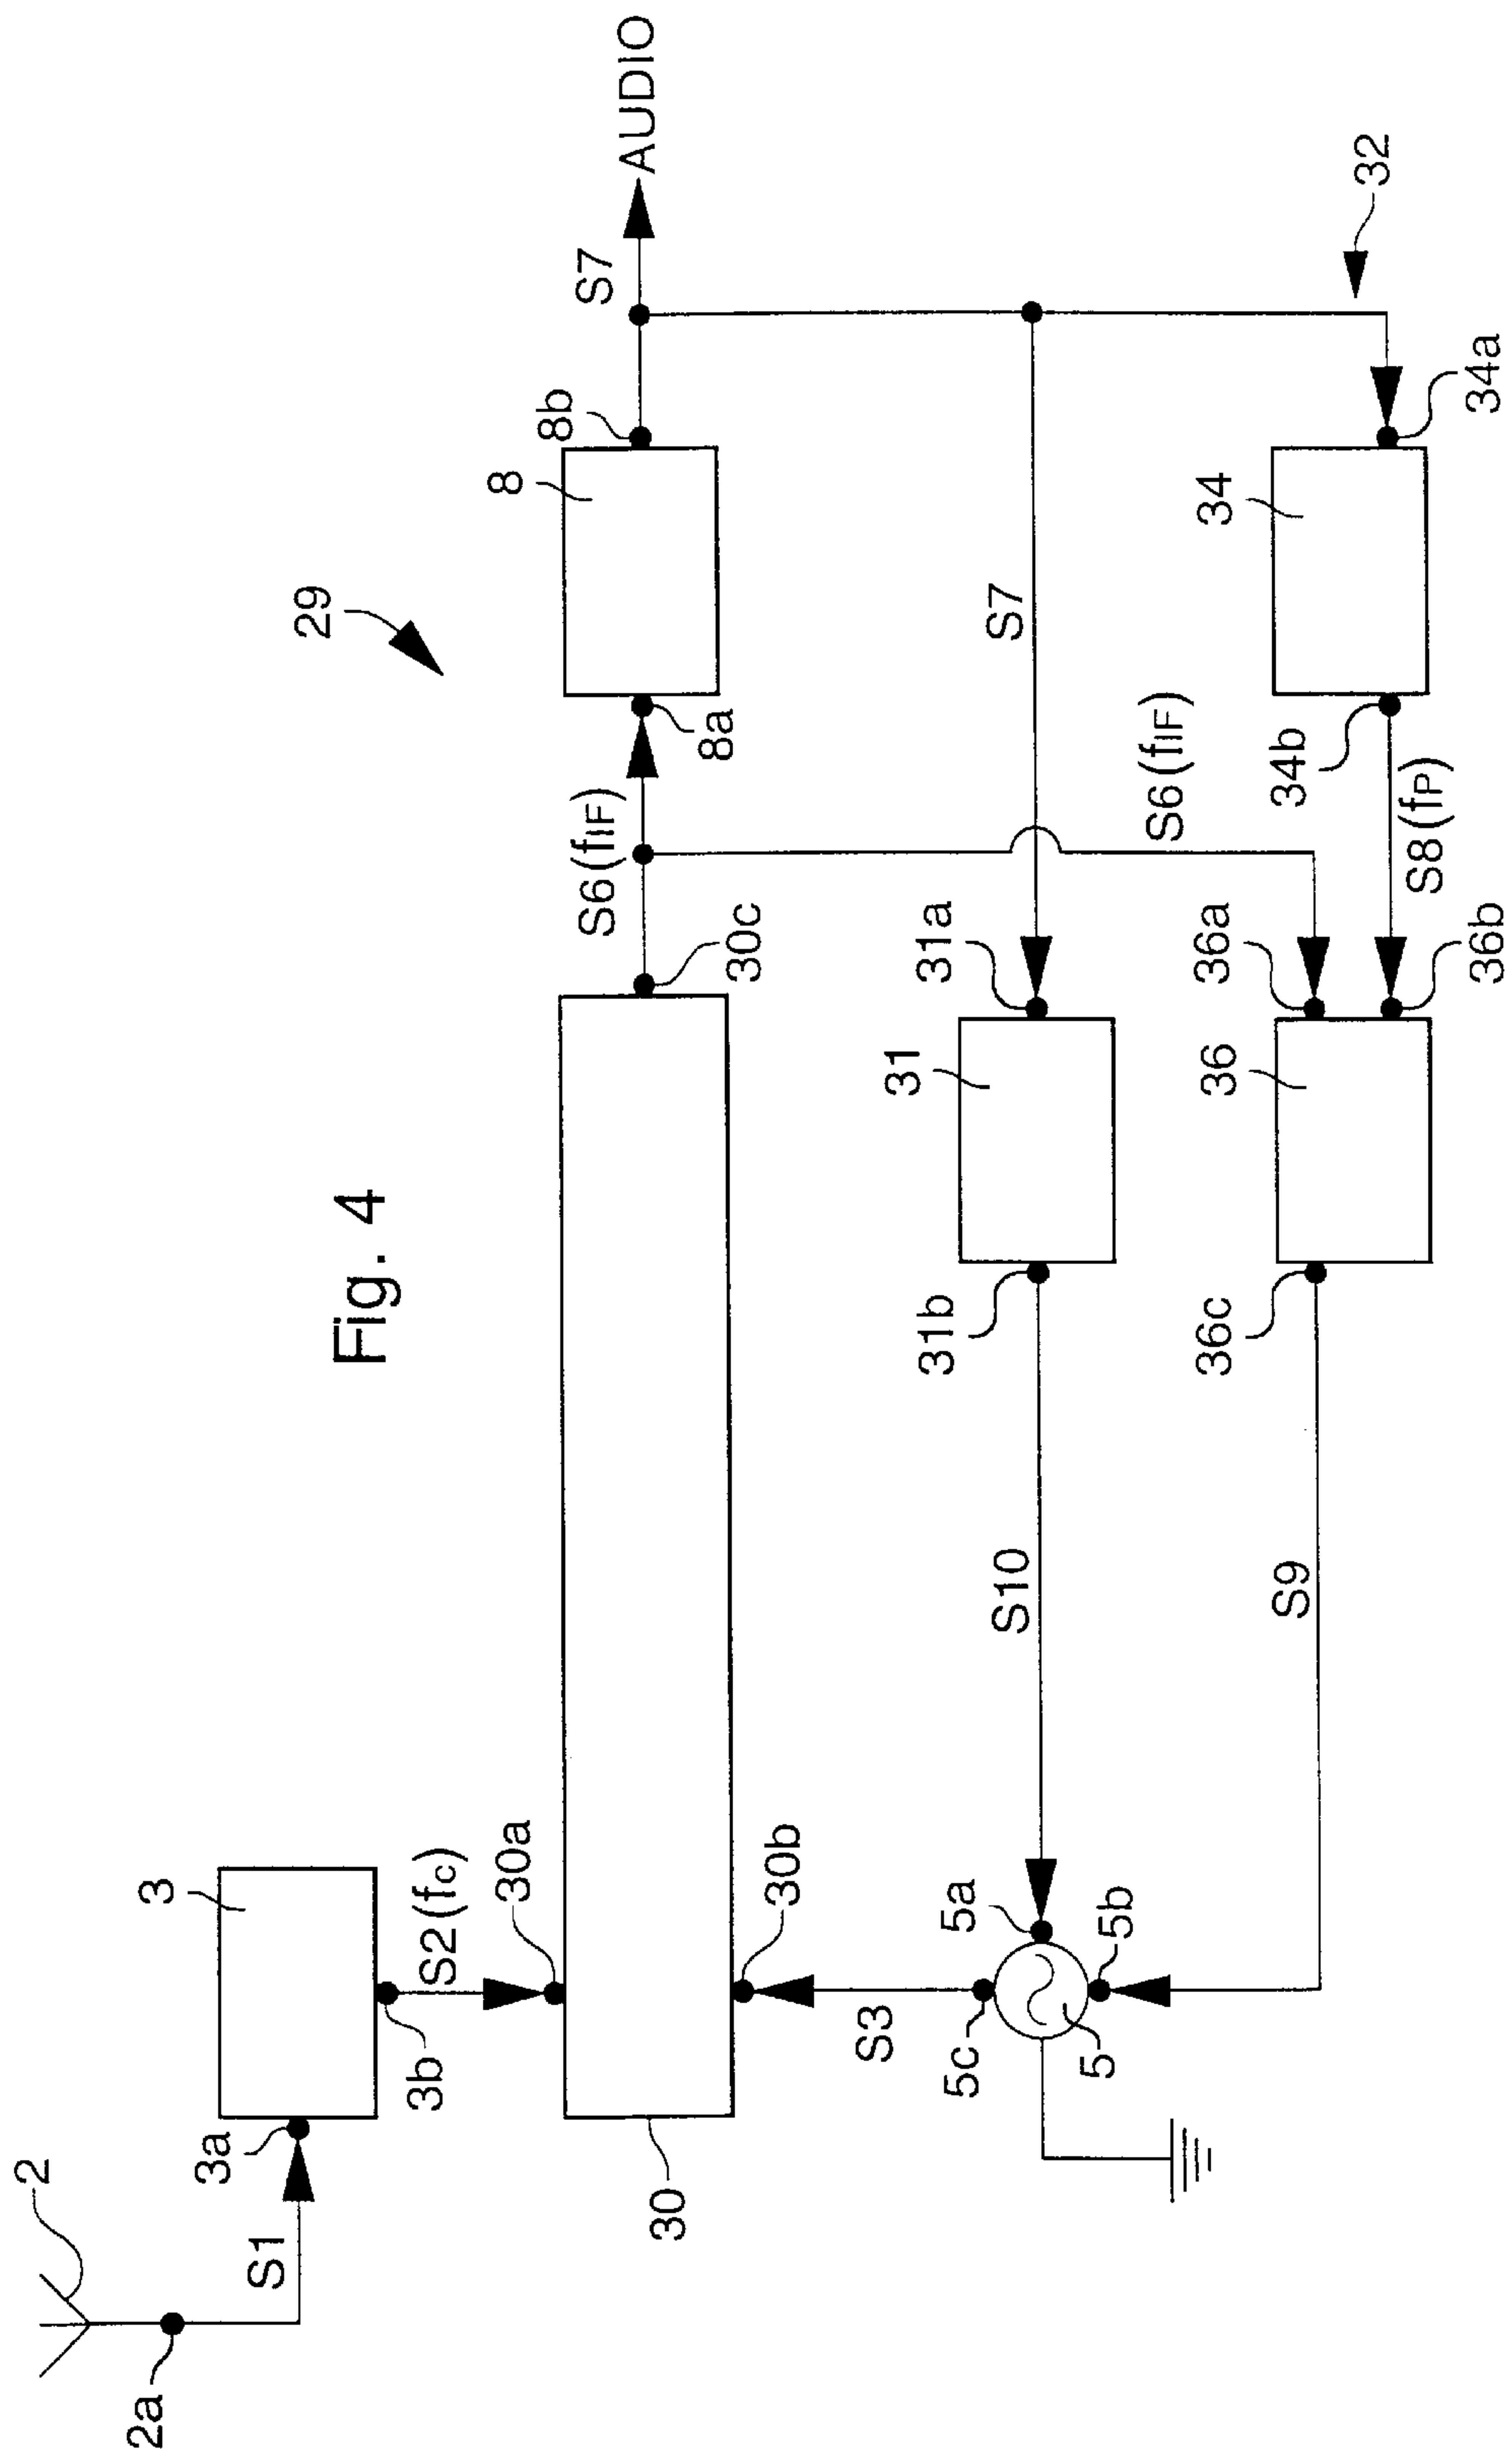 Fig. 4
2
2a
S1
3a
3
3b
S2(fC)
30a
30
30b
30c
S6(fIF)
8a
8
8b
S7
AUDIO
29
S3
5c
5
5a
5b
S10
31b
31
31a
S7
S6(fIF)
S9
36c
36
36a
36b
S8(fP)
34b
34
34a
32